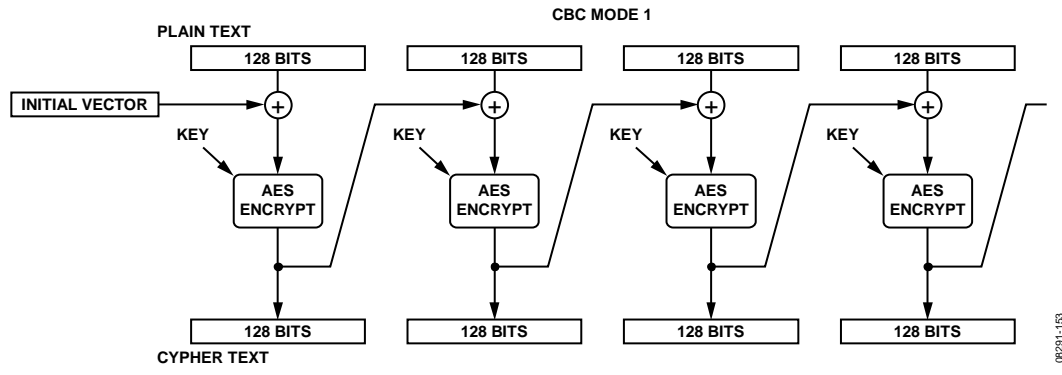 CBC MODE 1
PLAIN TEXT
128 BITS
128 BITS
128 BITS
128 BITS
INITIAL VECTOR
+
+
+
+
KEY
KEY
KEY
KEY
AES
ENCRYPT
AES
ENCRYPT
AES
ENCRYPT
AES
ENCRYPT
128 BITS
128 BITS
128 BITS
128 BITS
CYPHER TEXT
08291-153